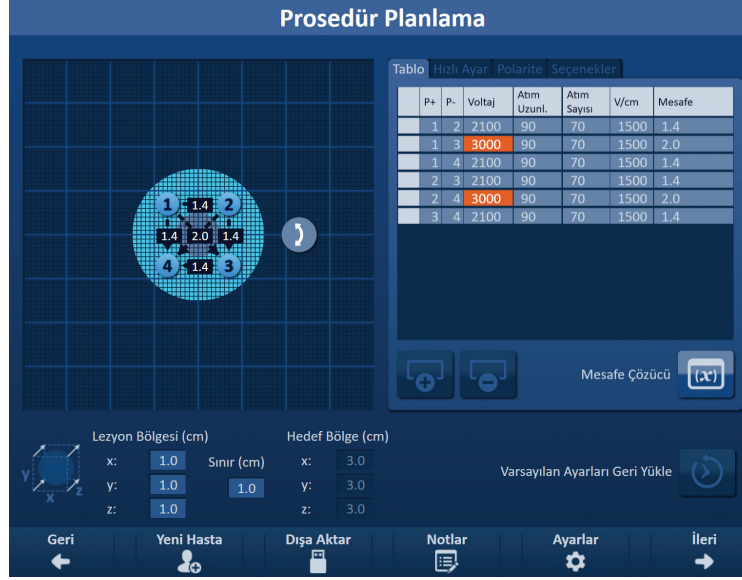 Prosedür Planlama
Tablo Hızlı Ayar Polarite Seçenekler
P+ P- Voltaj Atım Uzunl. Atım Sayısı V/cm Mesafe
1 2 2100 90 70 1500 1.4
1 3 3000 90 70 1500 2.0
1 4 2100 90 70 1500 1.4
2 3 2100 90 70 1500 1.4
2 4 3000 90 70 1500 2.0
3 4 2100 90 70 1500 1.4
1 1.4 2
1.4 2.0 1.4
4 1.4 3
Mesafe Çözücü (x)
Lezyon Bölgesi (cm) Hedef Bölge (cm)
x: 1.0 Sınır (cm) x: 3.0
y: 1.0 1.0 y: 3.0
z: 1.0 z: 3.0
y x z
Varsayılan Ayarları Geri Yükle
Geri Yeni Hasta Dışa Aktar Notlar Ayarlar İleri